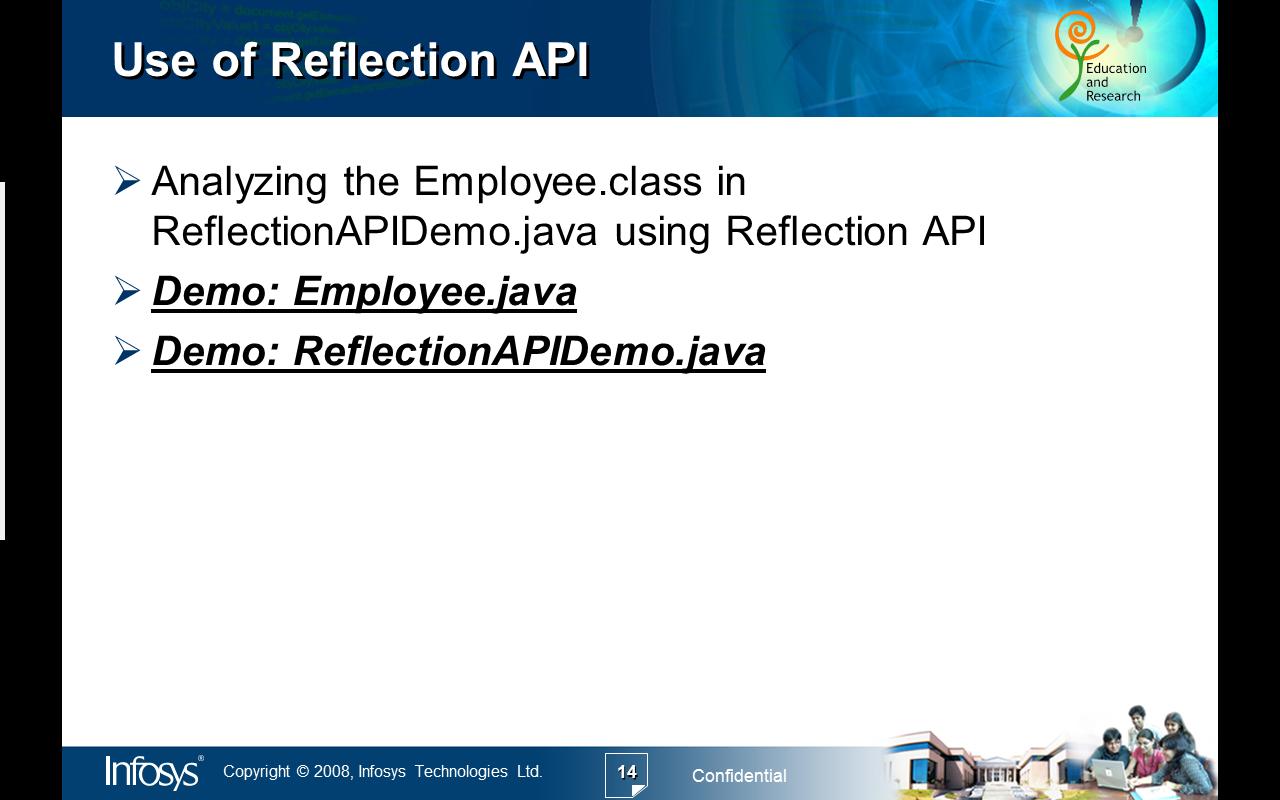 Use of Reflection API
Education
and
Research
Analyzing the Employee.class in
ReflectionAPIDemo.java using Reflection API
Demo: Employee.java
Demo: ReflectionAPIDemo.java
Infosys®
Copyright © 2008, Infosys Technologies Ltd.
14
Confidential